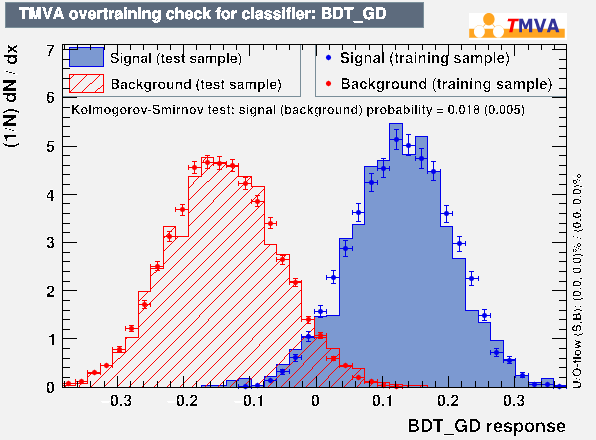 TMVA overtraining check for classifier: BDT_GD
TMVA
(1/N) dN / dx
Signal (test sample)
Background (test sample)
Signal (training sample)
Background (training sample)
Kolmogorov-Smirnov test: signal (background) probability = 0.018 (0.005)
7
6
5
4
3
2
1
0
-0.3 -0.2 -0.1 0 0.1 0.2 0.3
BDT_GD response
U/O-flow (S,B): (0.0, 0.0)% / (0.0, 0.0)%